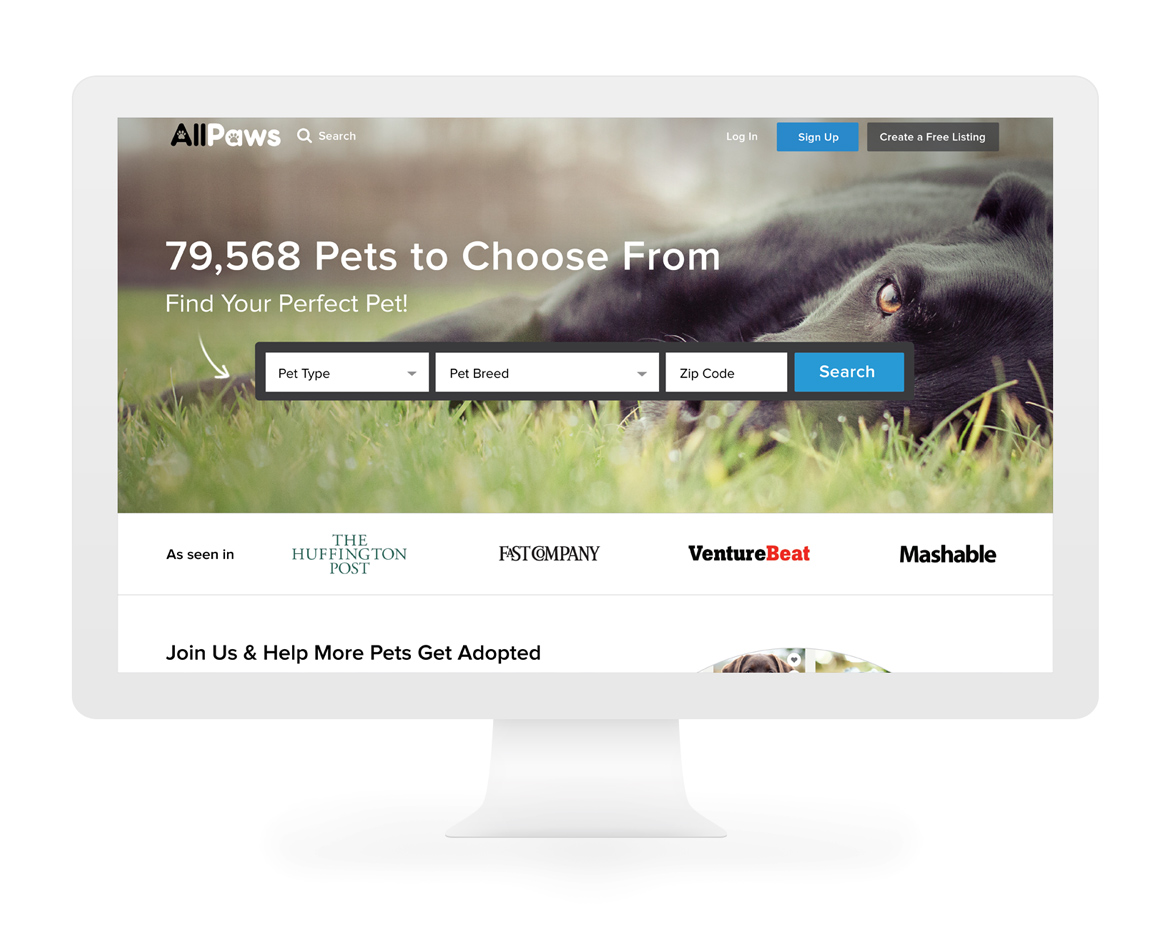 AllPaws
Search
Log In
Sign Up
Create a Free Listing
79,568 Pets to Choose From
Find Your Perfect Pet!
Pet Type
Pet Breed
Zip Code
Search
As seen in
THE
HUFFINGTON
POST
FAST COMPANY
VentureBeat
Mashable
Join Us & Help More Pets Get Adopted